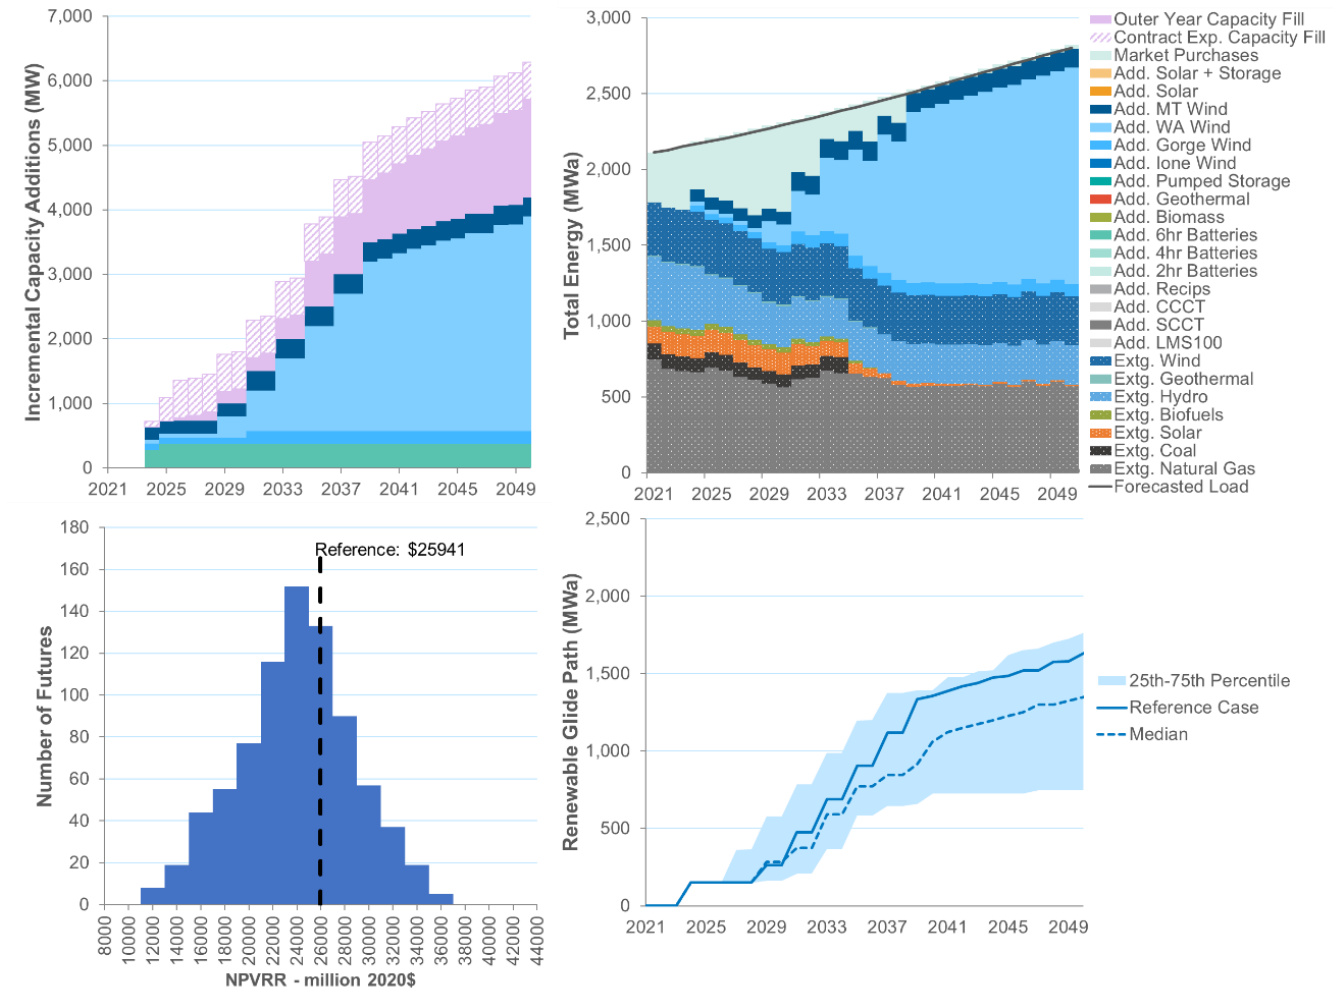 7,000
6,000
5,000
4,000
3,000
2,000
1,000
0
Incremental Capacity Additions (MW)
2021 2025 2029 2033 2037 2041 2045 2049
3,000
2,500
2,000
1,500
1,000
500
0
Total Energy (MWa)
2021 2025 2029 2033 2037 2041 2045 2049
Outer Year Capacity Fill
Contract Exp. Capacity Fill
Market Purchases
Add. Solar + Storage
Add. Solar
Add. MT Wind
Add. WA Wind
Add. Gorge Wind
Add. Ione Wind
Add. Pumped Storage
Add. Geothermal
Add. Biomass
Add. 6hr Batteries
Add. 4hr Batteries
Add. 2hr Batteries
Add. Recips
Add. CCCT
Add. SCCT
Add. LMS100
Extg. Wind
Extg. Geothermal
Extg. Hydro
Extg. Biofuels
Extg. Solar
Extg. Coal
Extg. Natural Gas
Forecasted Load
180
160
140
120
100
80
60
40
20
0
Number of Futures
Reference: $25941
8000 10000 12000 14000 16000 18000 20000 22000 24000 26000 28000 30000 32000 34000 36000 38000 40000 42000 44000
NPVRR - million 2020$
2,500
2,000
1,500
1,000
500
0
Renewable Glide Path (MWa)
2021 2025 2029 2033 2037 2041 2045 2049
25th-75th Percentile
Reference Case
Median